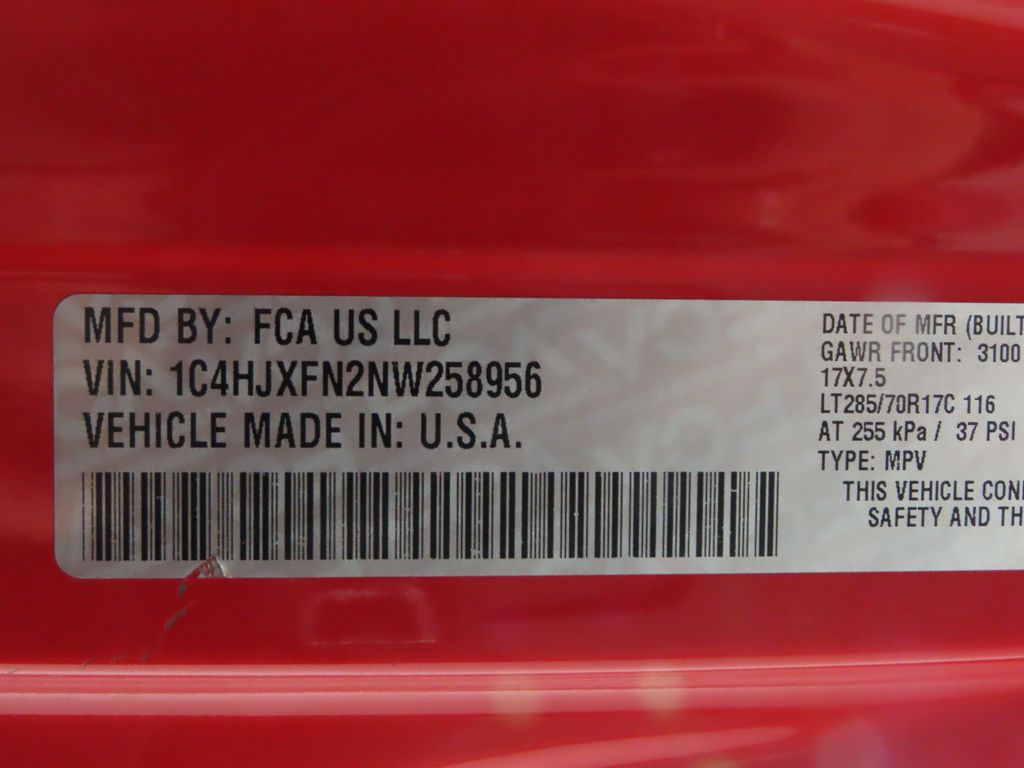 MFD BY: FCA US LLC
VIN: 1C4HJXFN2NW258956
VEHICLE MADE IN: U.S.A.
DATE OF MFR (BUILT
GAWR FRONT: 3100
17X7.5
LT285/70R17C 116
AT 255 kPa / 37 PSI
TYPE: MPV
THIS VEHICLE CON
SAFETY AND TH